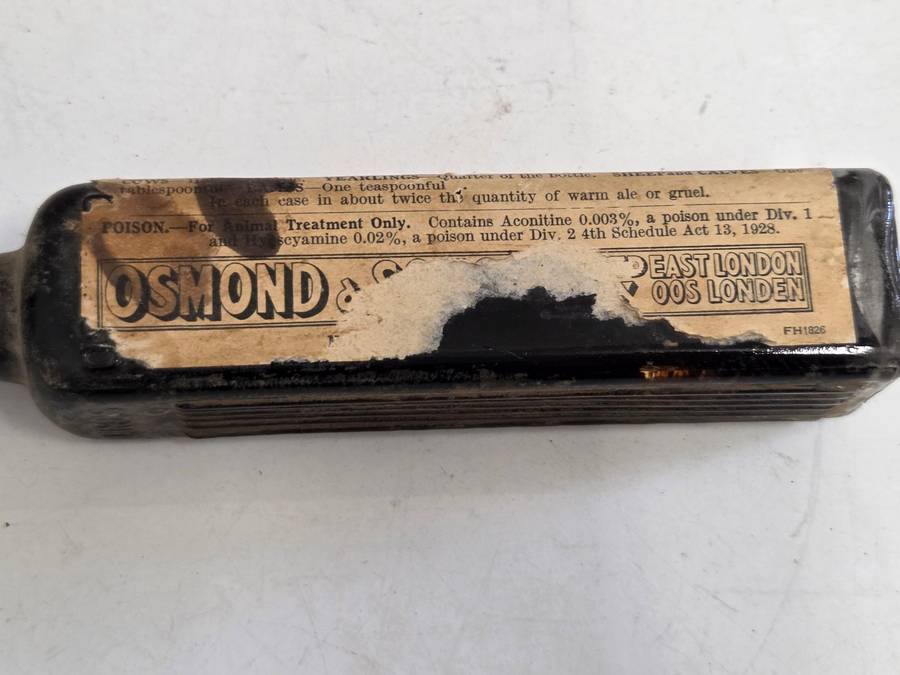 YEARLINGS—Quarter of the bottle. SHEEP and CALVES—One
tablespoonful —One teaspoonful
In each case in about twice the quantity of warm ale or gruel.
POISON.—For Animal Treatment Only. Contains Aconitine 0.003%, a poison under Div. 1
and Hyoscyamine 0.02%, a poison under Div. 2 4th Schedule Act 13, 1928.
OSMOND &
EAST LONDON
OOS LONDEN
FH1826